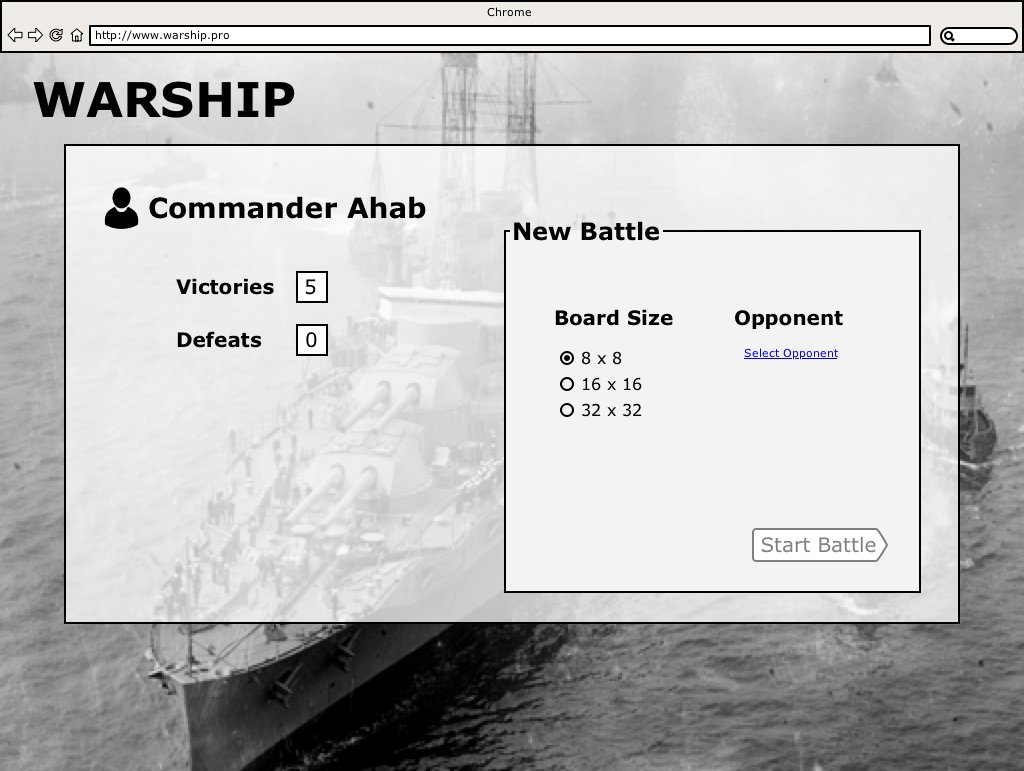 Chrome
http://www.warship.pro
WARSHIP
Commander Ahab
Victories 5
Defeats 0
New Battle
Board Size
8 x 8
16 x 16
32 x 32
Opponent
Select Opponent
Start Battle